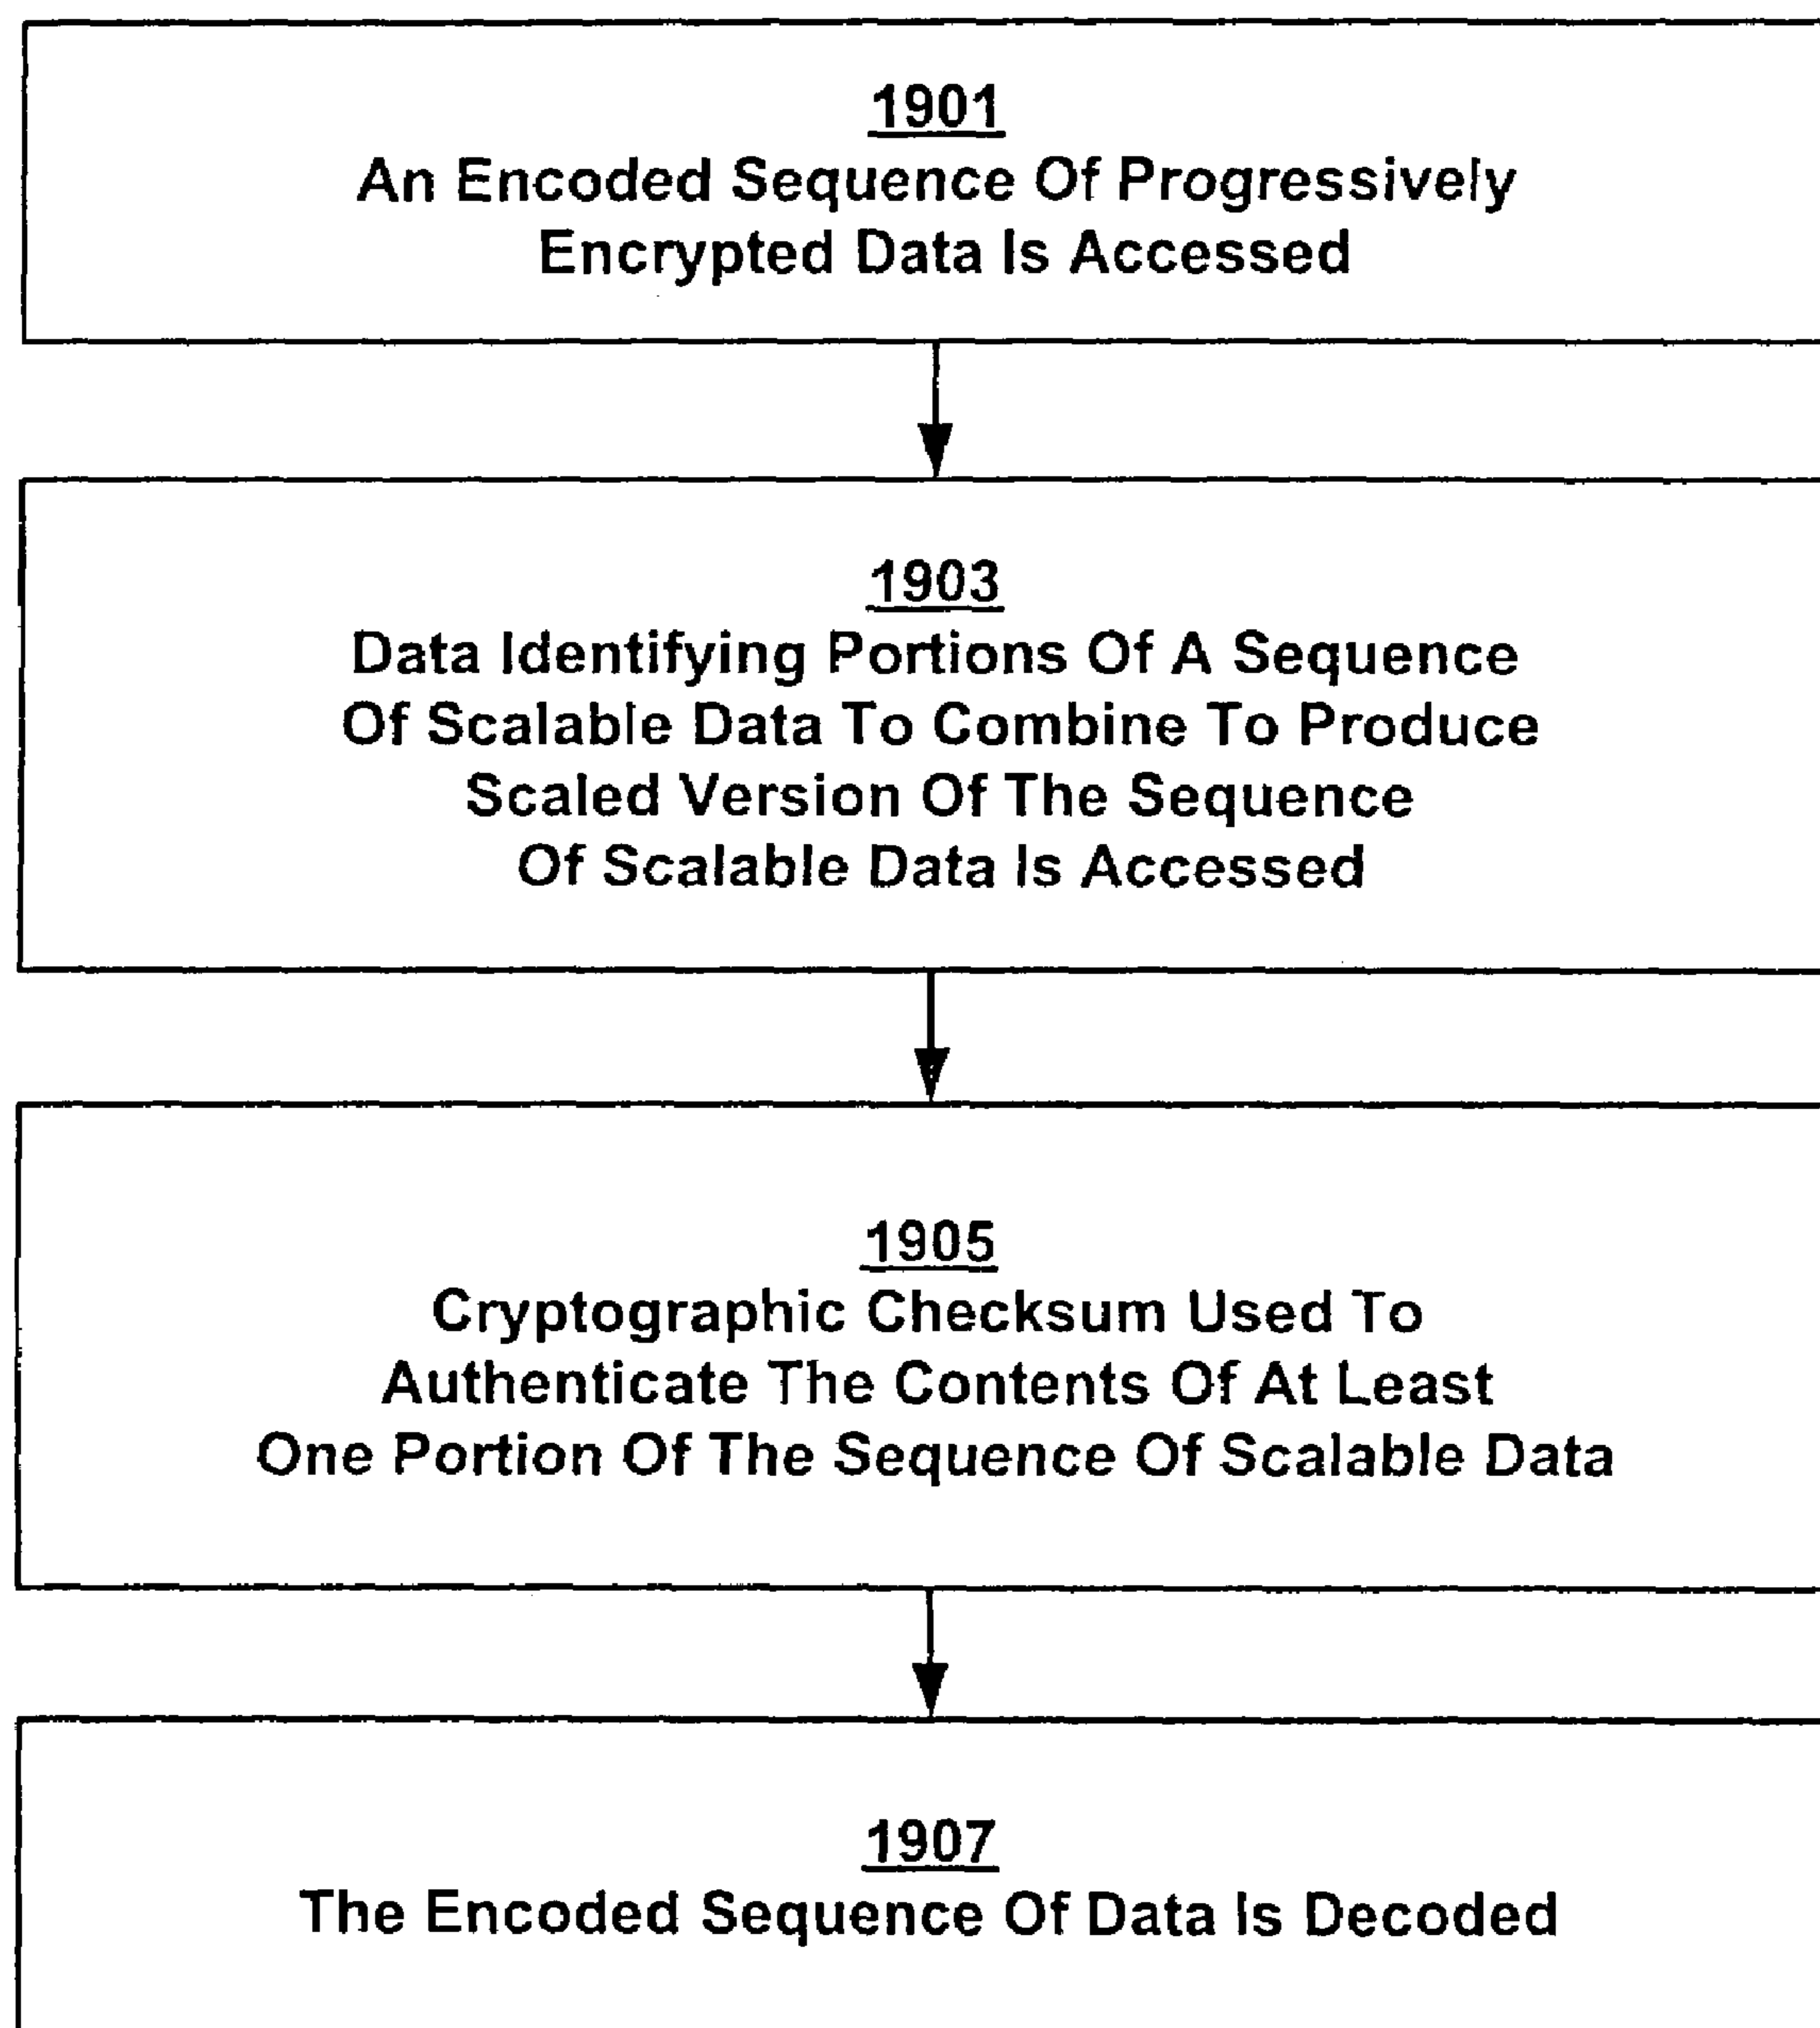 1901
An Encoded Sequence Of Progressively
Encrypted Data Is Accessed
1903
Data Identifying Portions Of A Sequence
Of Scalable Data To Combine To Produce
Scaled Version Of The Sequence
Of Scalable Data Is Accessed
1905
Cryptographic Checksum Used To
Authenticate The Contents Of At Least
One Portion Of The Sequence Of Scalable Data
1907
The Encoded Sequence Of Data Is Decoded